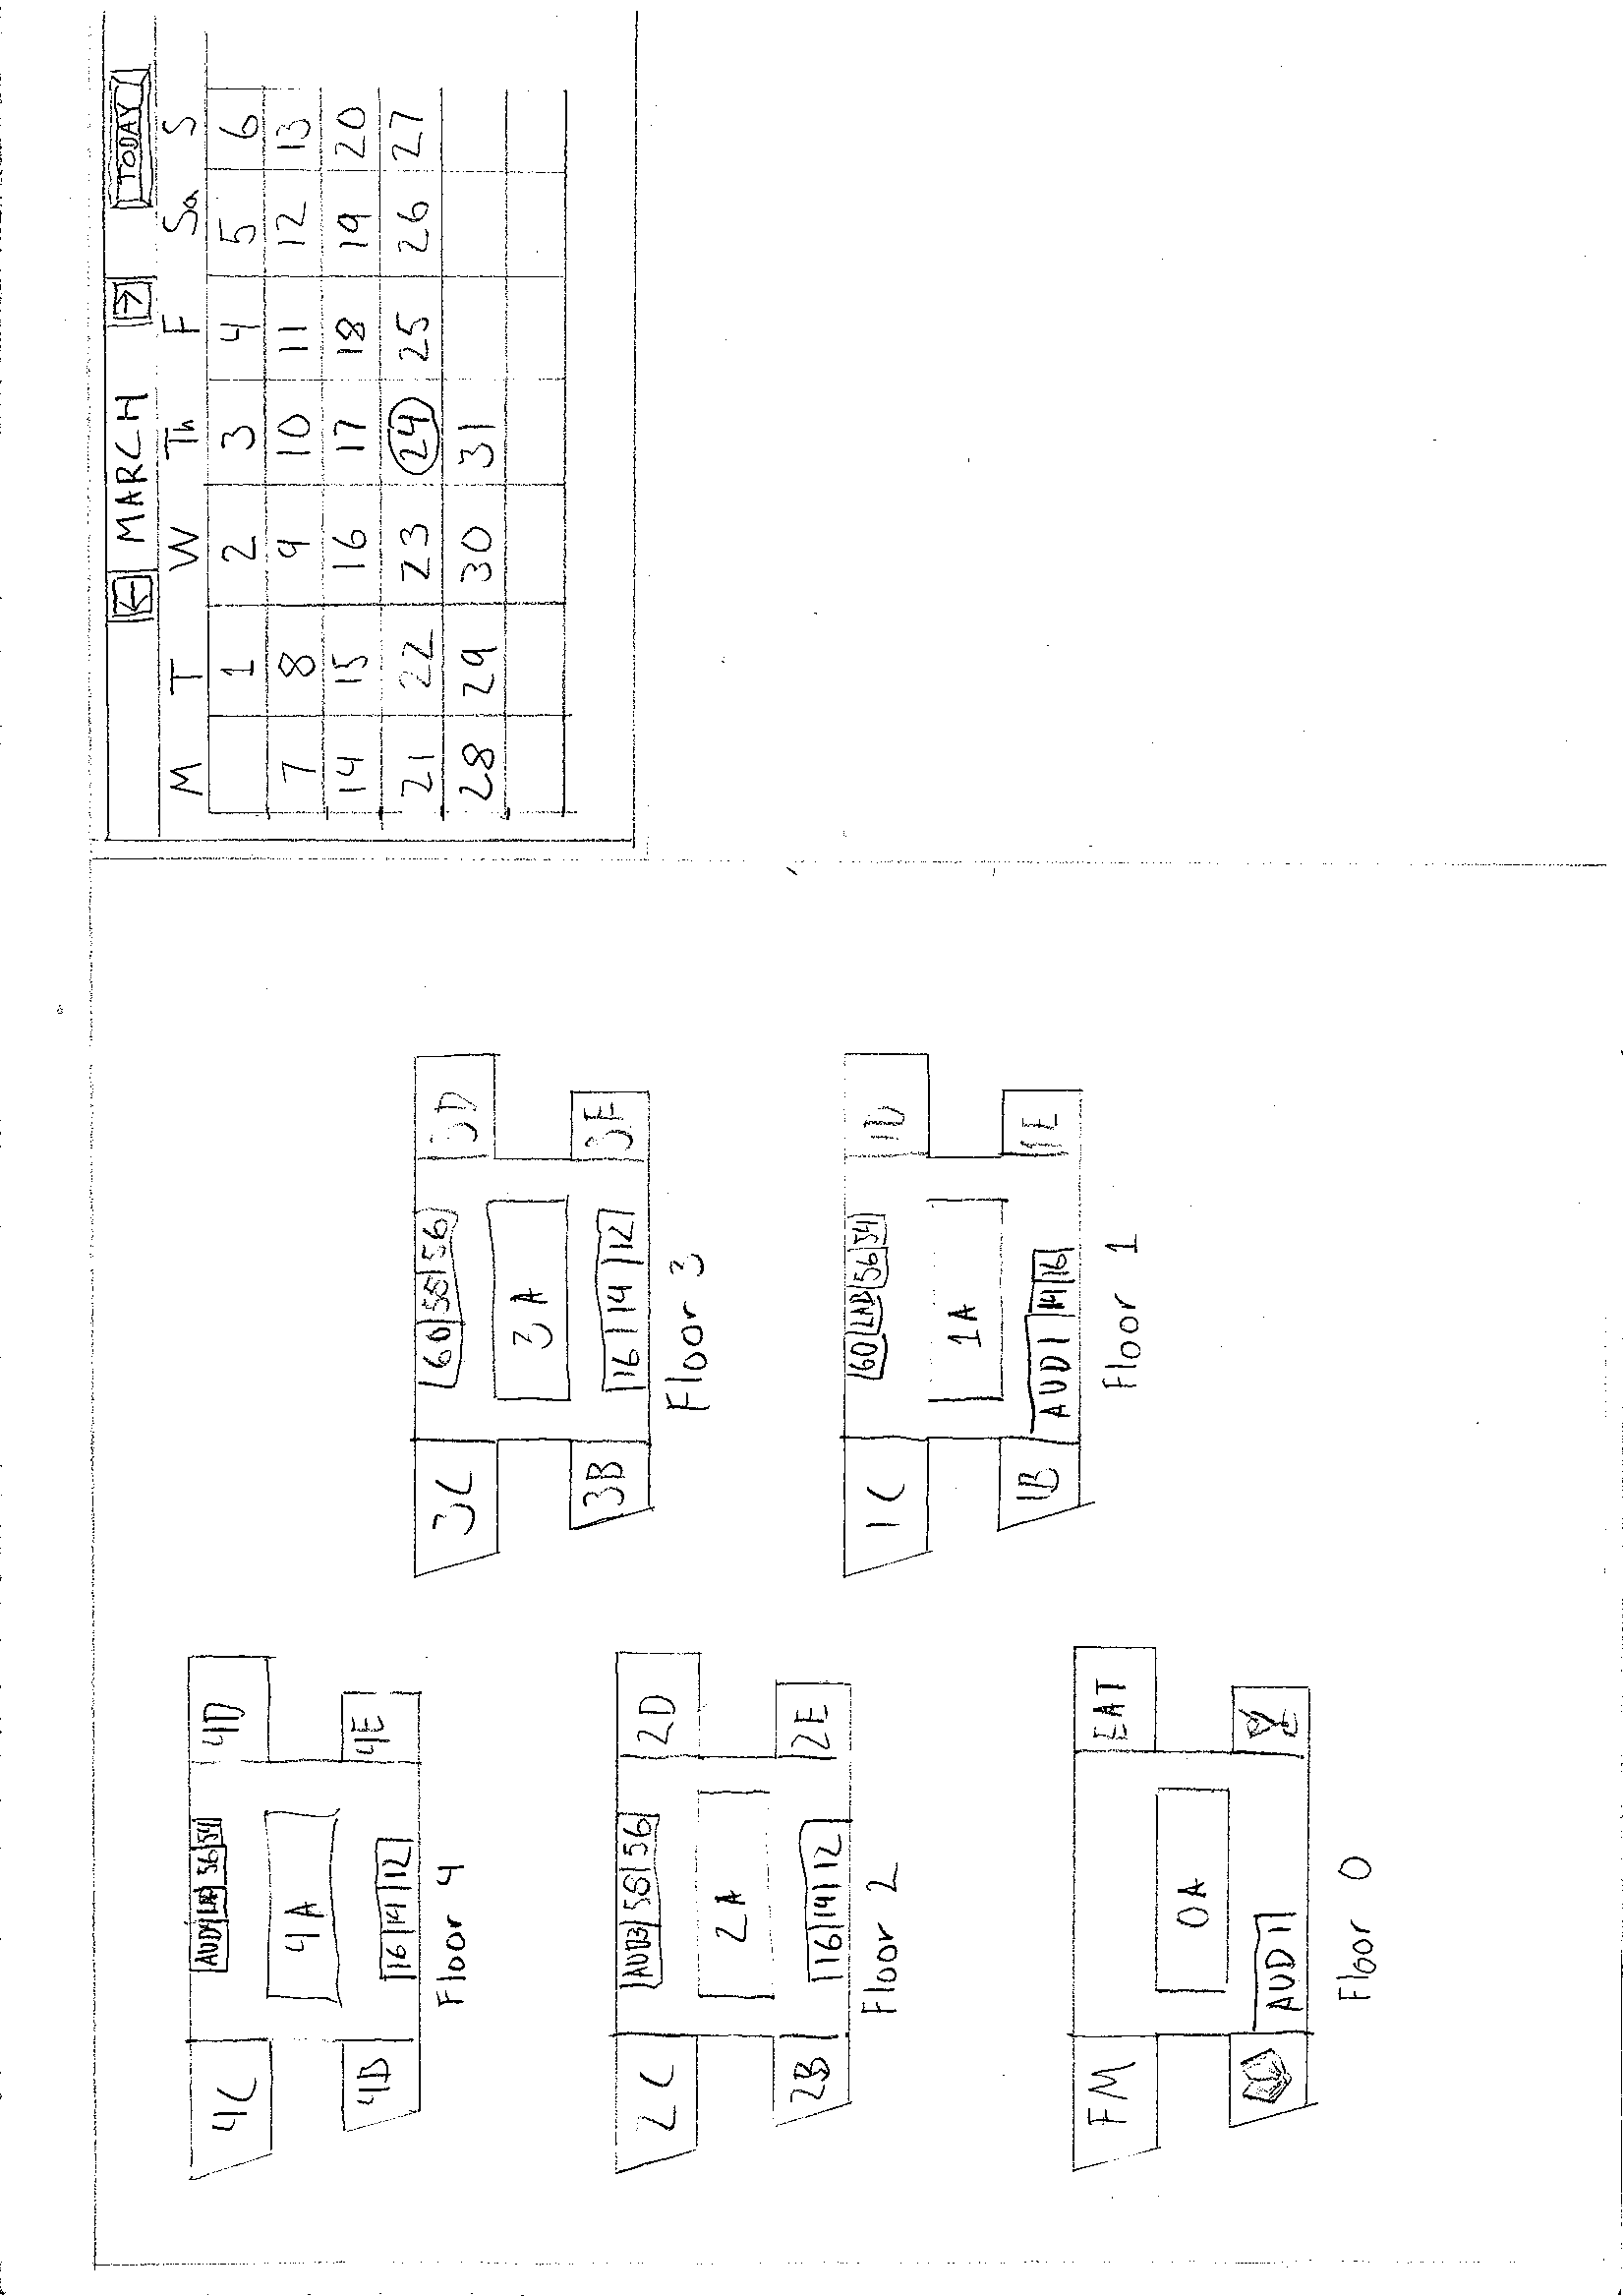 ← MARCH → TODAY
M T W Th F Sa S
1 2 3 4 5 6
7 8 9 10 11 12 13
14 15 16 17 18 19 20
21 22 23 24 25 26 27
28 29 30 31
4C 4D
AUD4 LAB 56 54
4A
16 14 12
4B 4E
Floor 4
3C 3D
60 58 56
3A
16 14 12
3B 3E
Floor 3
2C 2D
AUD3 58 56
2A
16 14 12
2B 2E
Floor 2
1C 1D
60 LAB 56 54
1A
AUD1 14 16
1B 1E
Floor 1
FM EAT
0A
AUD1
Floor 0